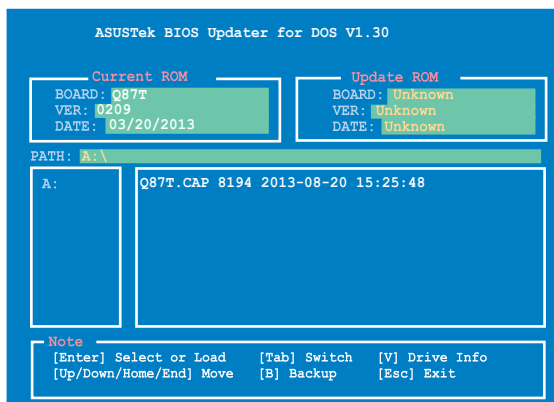 ASUSTek BIOS Updater for DOS V1.30
Current ROM
BOARD: Q87T
VER: 0209
DATE: 03/20/2013
Update ROM
BOARD: Unknown
VER: Unknown
DATE: Unknown
PATH: A:\
A:
Q87T.CAP 8194 2013-08-20 15:25:48
Note
[Enter] Select or Load [Tab] Switch [V] Drive Info
[Up/Down/Home/End] Move [B] Backup [Esc] Exit